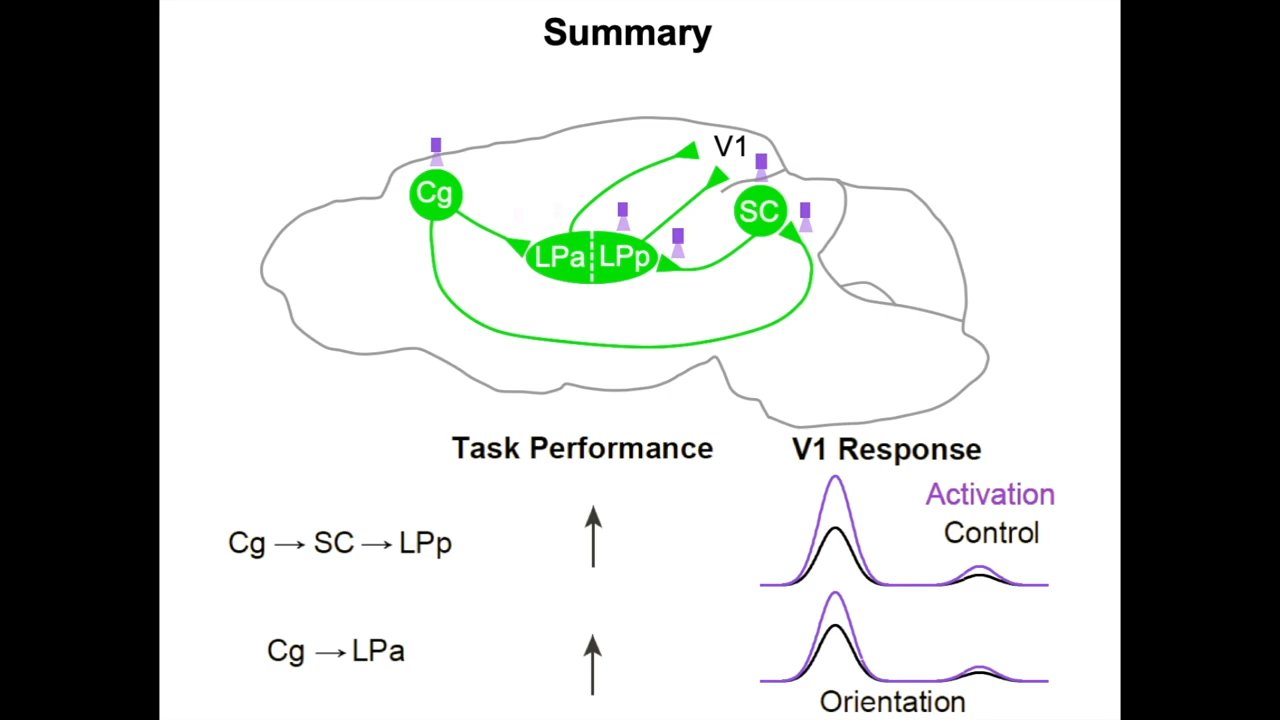 Summary
V1
Cg
SC
LPa LPp
Task Performance
V1 Response
Activation
Control
Cg → SC → LPp
Cg → LPa
Orientation